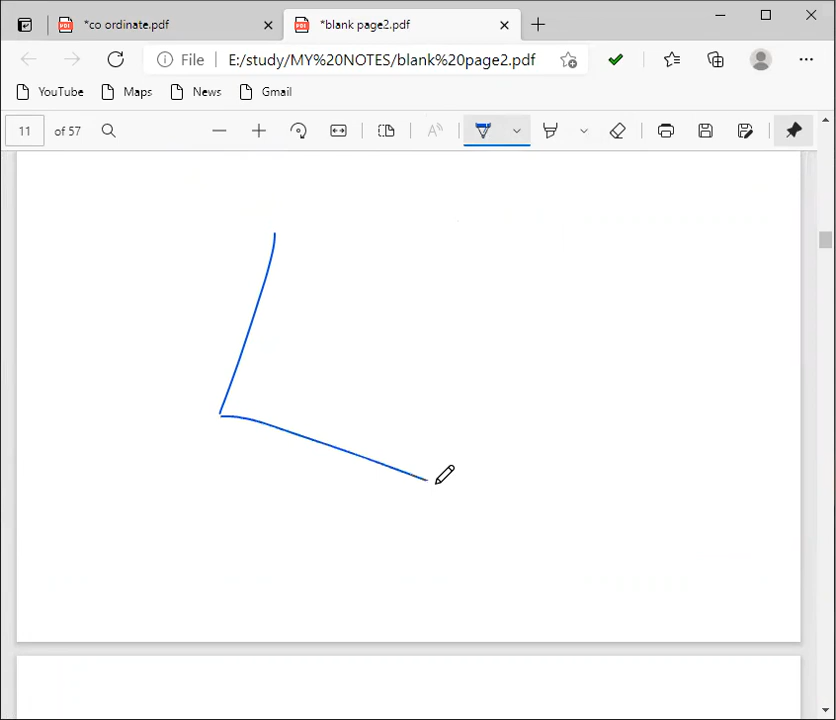 *co ordinate.pdf
*blank page2.pdf
File
E:/study/MY%20NOTES/blank%20page2.pdf
YouTube
Maps
News
Gmail
11
of 57